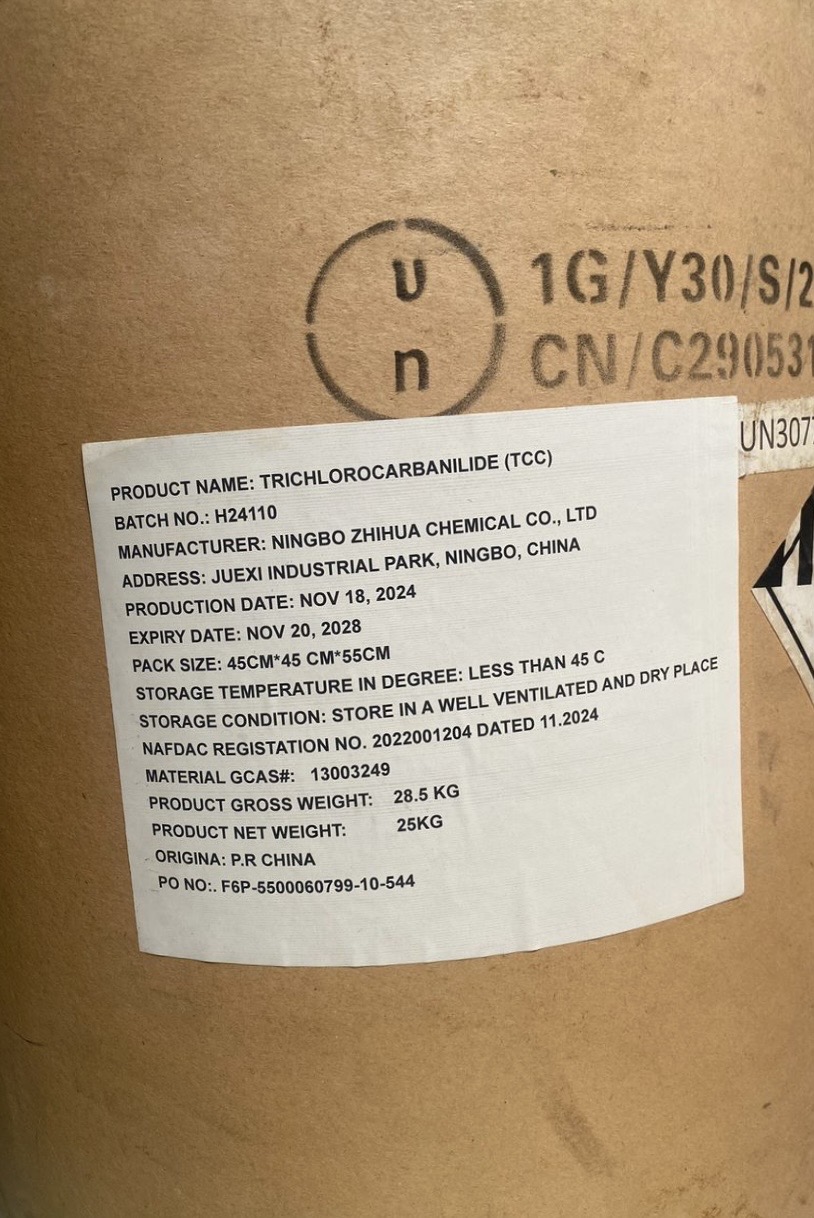 u
n
1G/Y30/S/2
CN/C290531
UN3077
PRODUCT NAME: TRICHLOROCARBANILIDE (TCC)
BATCH NO.: H24110
MANUFACTURER: NINGBO ZHIHUA CHEMICAL CO., LTD
ADDRESS: JUEXI INDUSTRIAL PARK, NINGBO, CHINA
PRODUCTION DATE: NOV 18, 2024
EXPIRY DATE: NOV 20, 2028
PACK SIZE: 45CM*45 CM*55CM
STORAGE TEMPERATURE IN DEGREE: LESS THAN 45 C
STORAGE CONDITION: STORE IN A WELL VENTILATED AND DRY PLACE
NAFDAC REGISTATION NO. 2022001204 DATED 11.2024
MATERIAL GCAS#: 13003249
PRODUCT GROSS WEIGHT: 28.5 KG
PRODUCT NET WEIGHT: 25KG
ORIGINA: P.R CHINA
PO NO:. F6P-5500060799-10-544